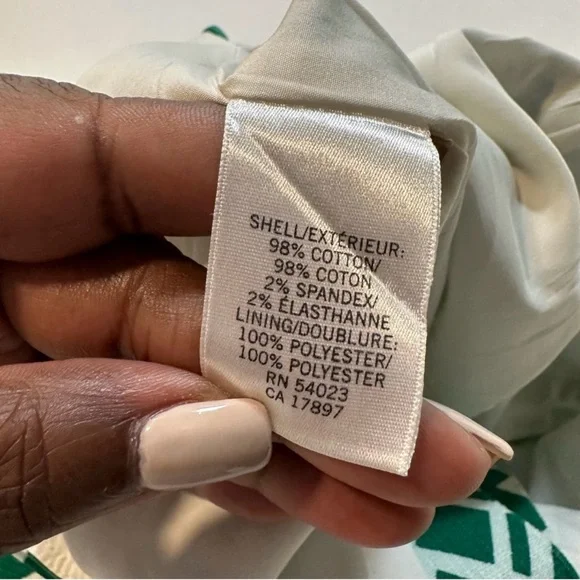 SHELL/EXTÉRIEUR:
98% COTTON/
98% COTON
2% SPANDEX/
2% ÉLASTHANNE
LINING/DOUBLURE:
100% POLYESTER/
100% POLYESTER
RN 54023
CA 17897